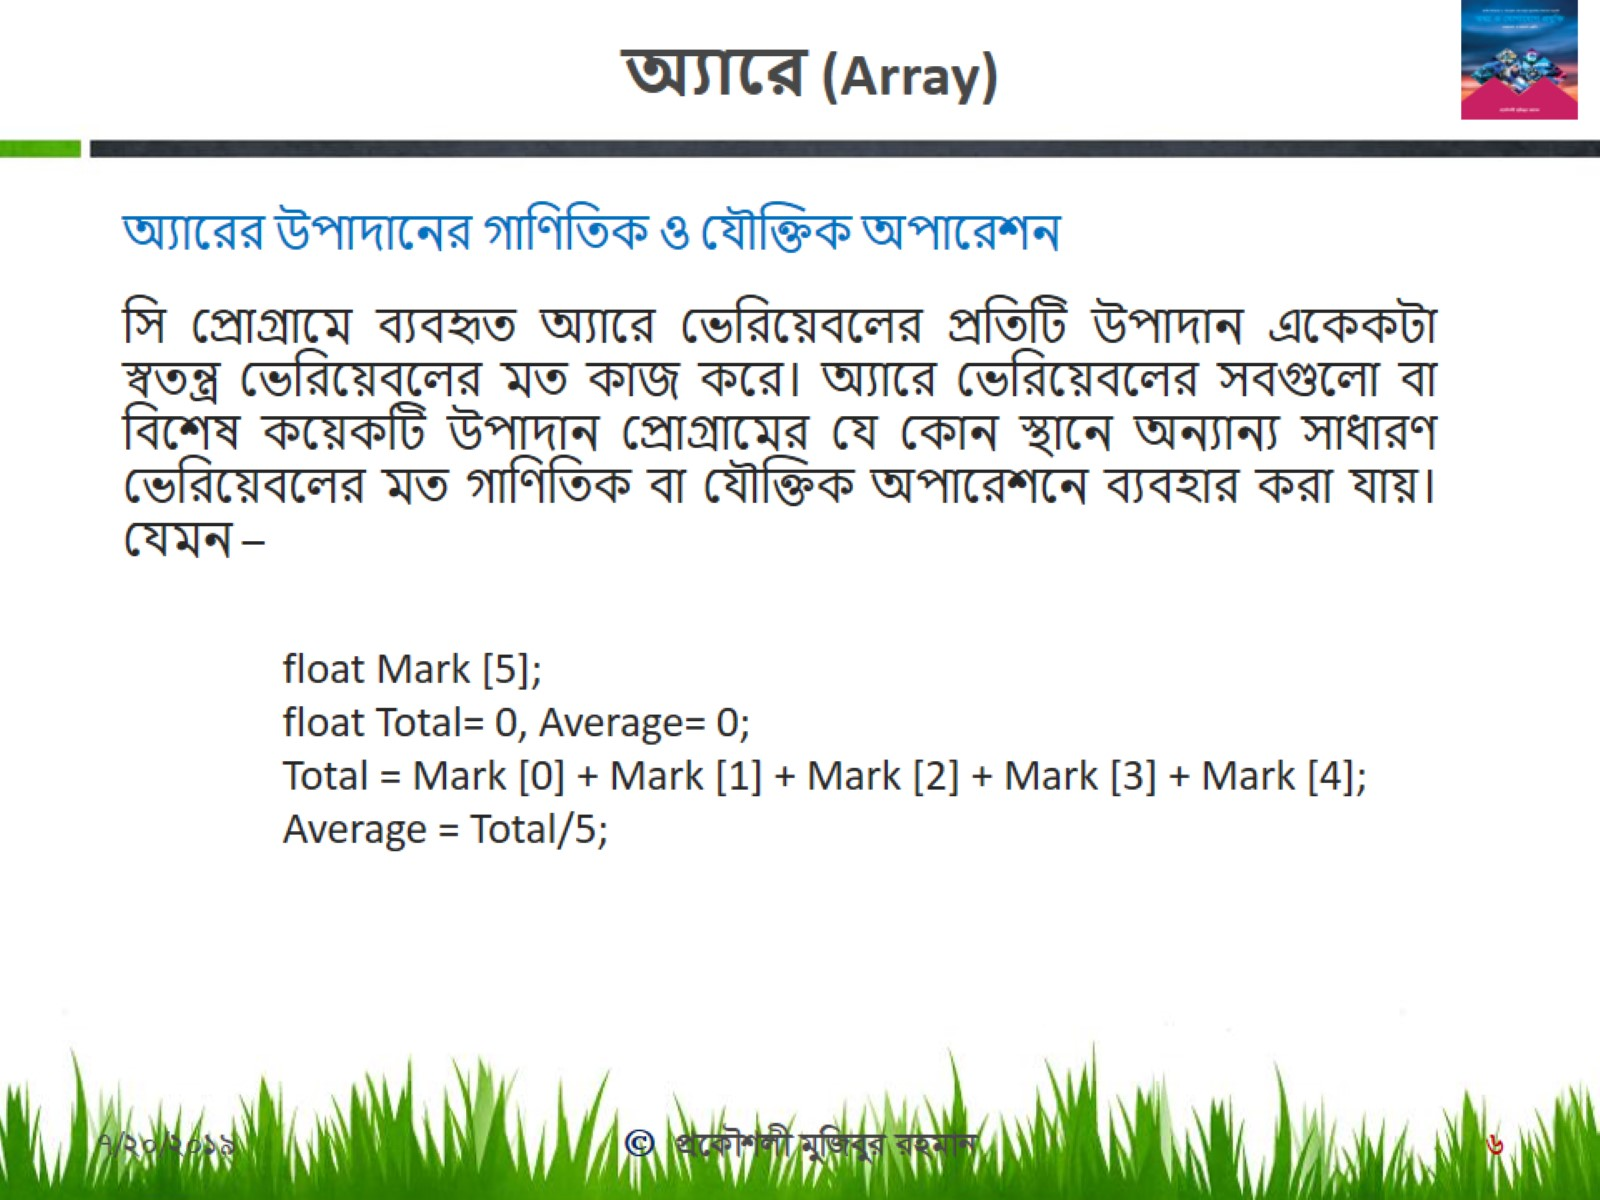 অ্যারে (Array)
অ্যারের উপাদানের গাণিতিক ও যৌক্তিক অপারেশন
সি প্রোগ্রামে ব্যবহৃত অ্যারে ভেরিয়েবলের প্রতিটি উপাদান একেকটা
স্বতন্ত্র ভেরিয়েবলের মত কাজ করে। অ্যারে ভেরিয়েবলের সবগুলো বা
বিশেষ কয়েকটি উপাদান প্রোগ্রামের যে কোন স্থানে অন্যান্য সাধারণ
ভেরিয়েবলের মত গাণিতিক বা যৌক্তিক অপারেশনে ব্যবহার করা যায়।
যেমন –
float Mark [5];
float Total= 0, Average= 0;
Total = Mark [0] + Mark [1] + Mark [2] + Mark [3] + Mark [4];
Average = Total/5;
৭/২০/২০১৯
© প্রকৌশলী মুজিবুর রহমান
৬